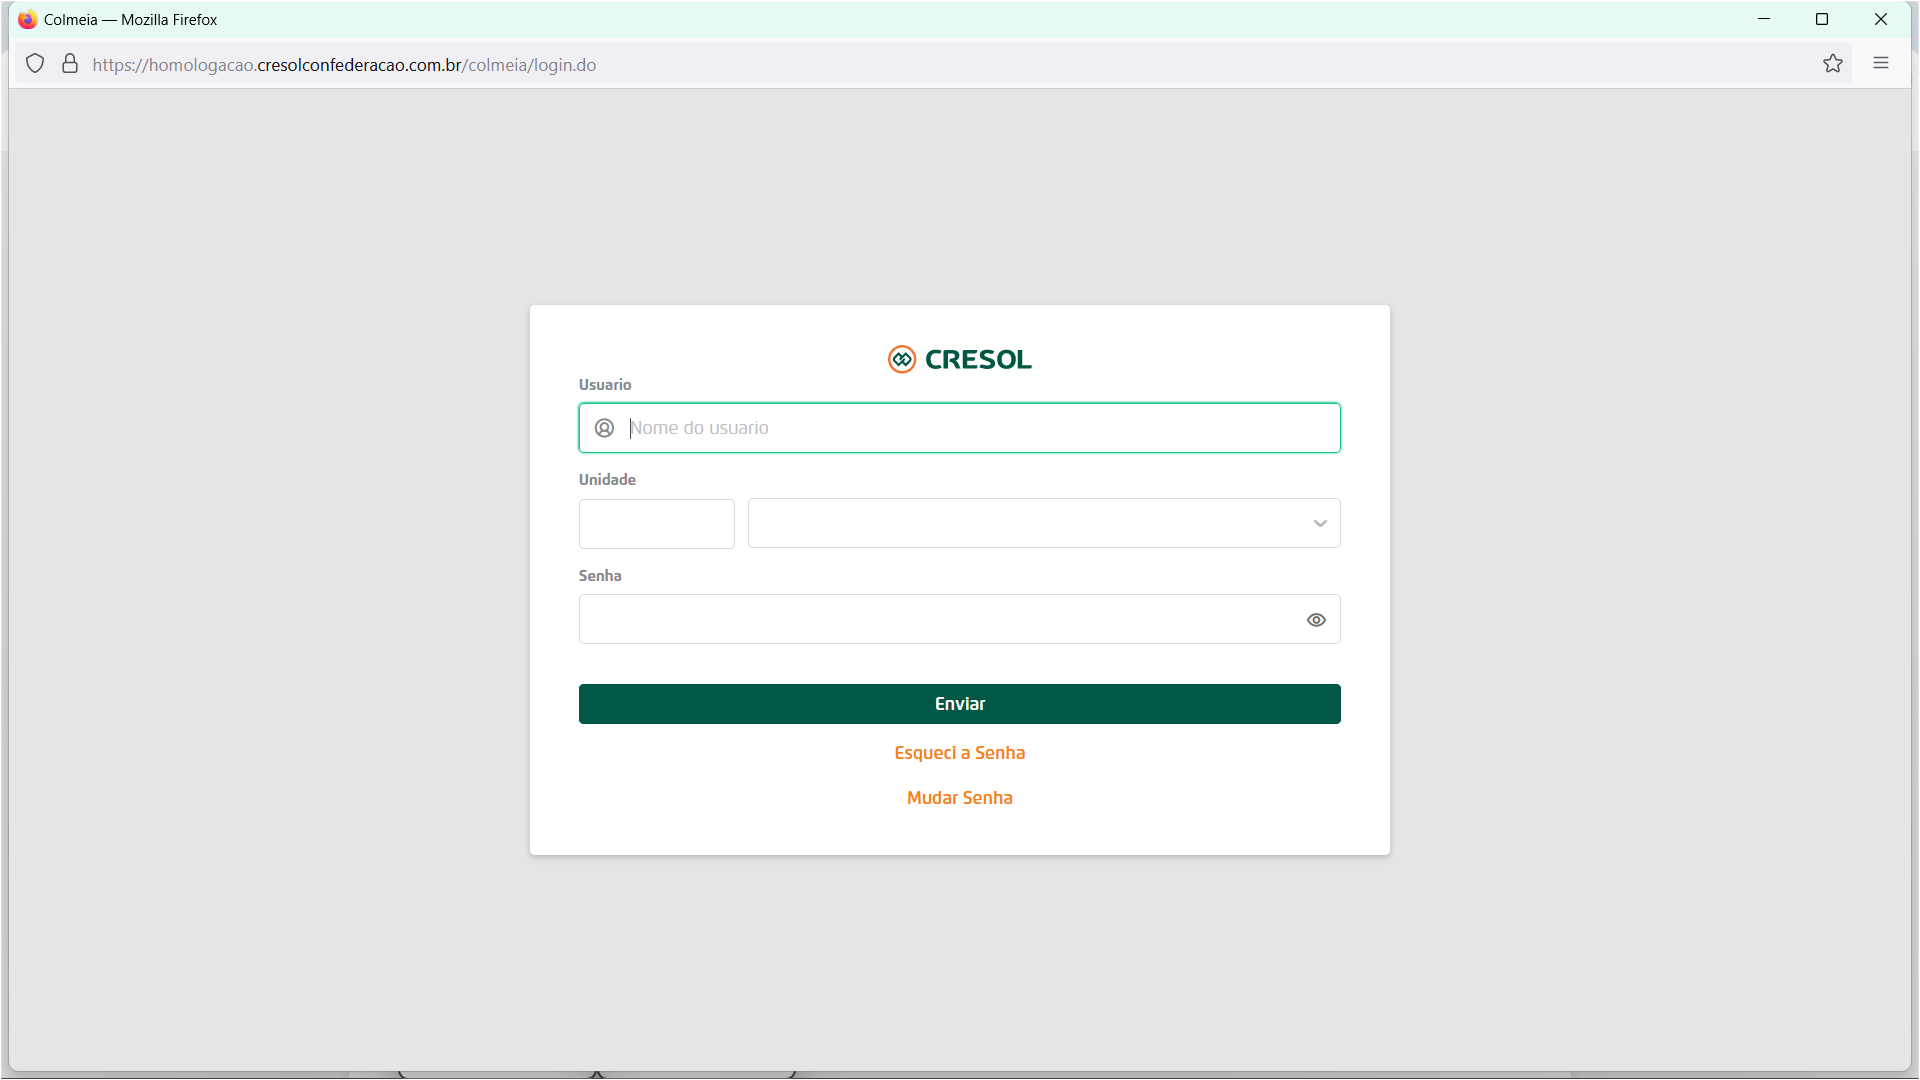 Colmeia — Mozilla Firefox
https://homologacao.cresolconfederacao.com.br/colmeia/login.do
CRESOL
Usuario
Nome do usuario
Unidade
Senha
Enviar
Esqueci a Senha
Mudar Senha